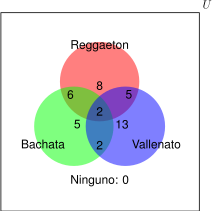 U
Reggaeton
8
6 5
2
5 13
Bachata 2 Vallenato
Ninguno: 0